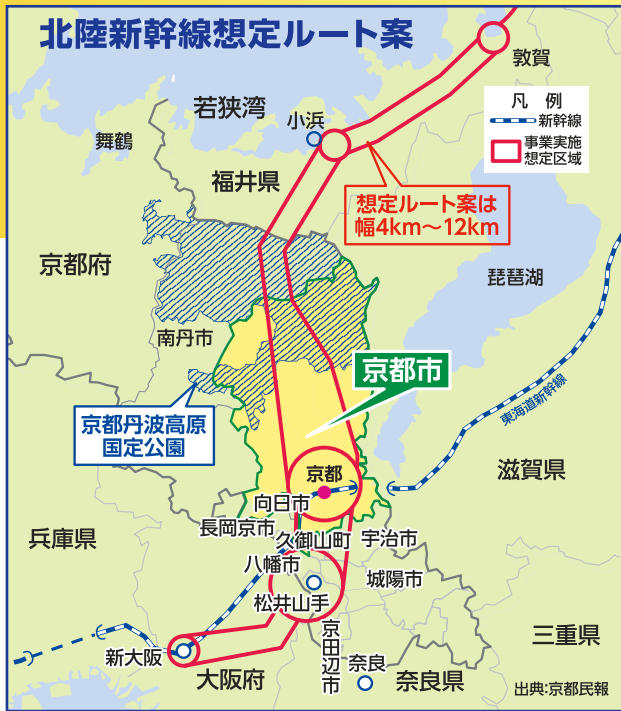 北陸新幹線想定ルート案
敦賀
若狭湾
凡 例
新幹線
事業実施
想定区域
小浜
舞鶴
福井県
想定ルート案は
幅4km〜12km
京都府
琵琶湖
南丹市
京都市
京都丹波高原
国定公園
東海道新幹線
京都
滋賀県
向日市
長岡京市
久御山町
宇治市
兵庫県
八幡市
城陽市
松井山手
京田辺市
三重県
新大阪
大阪府
奈良
奈良県
出典:京都民報